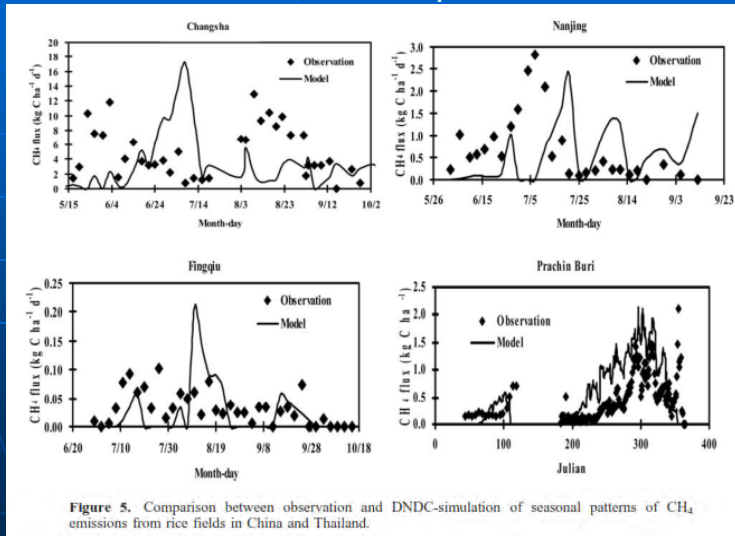 Changsha
CH₄ flux (kg C ha⁻¹ d⁻¹)
20
18
16
14
12
10
8
6
4
2
0
Observation
Model
5/15 6/4 6/24 7/14 8/3 8/23 9/12 10/2
Month-day
Nanjing
CH₄ flux (kg C ha⁻¹ d⁻¹)
3.0
2.5
2.0
1.5
1.0
0.5
0.0
Observation
Model
5/26 6/15 7/5 7/25 8/14 9/3 9/23
Month-day
Fingqiu
CH₄ flux (kg C ha⁻¹ d⁻¹)
0.25
0.20
0.15
0.10
0.05
0.00
Observation
Model
6/20 7/10 7/30 8/19 9/8 9/28 10/18
Month-day
Prachin Buri
CH₄ flux (kg C ha⁻¹)
2.5
2.0
1.5
1.0
0.5
0.0
Observation
Model
0 100 200 300 400
Julian
Figure 5. Comparison between observation and DNDC-simulation of seasonal patterns of CH₄
emissions from rice fields in China and Thailand.